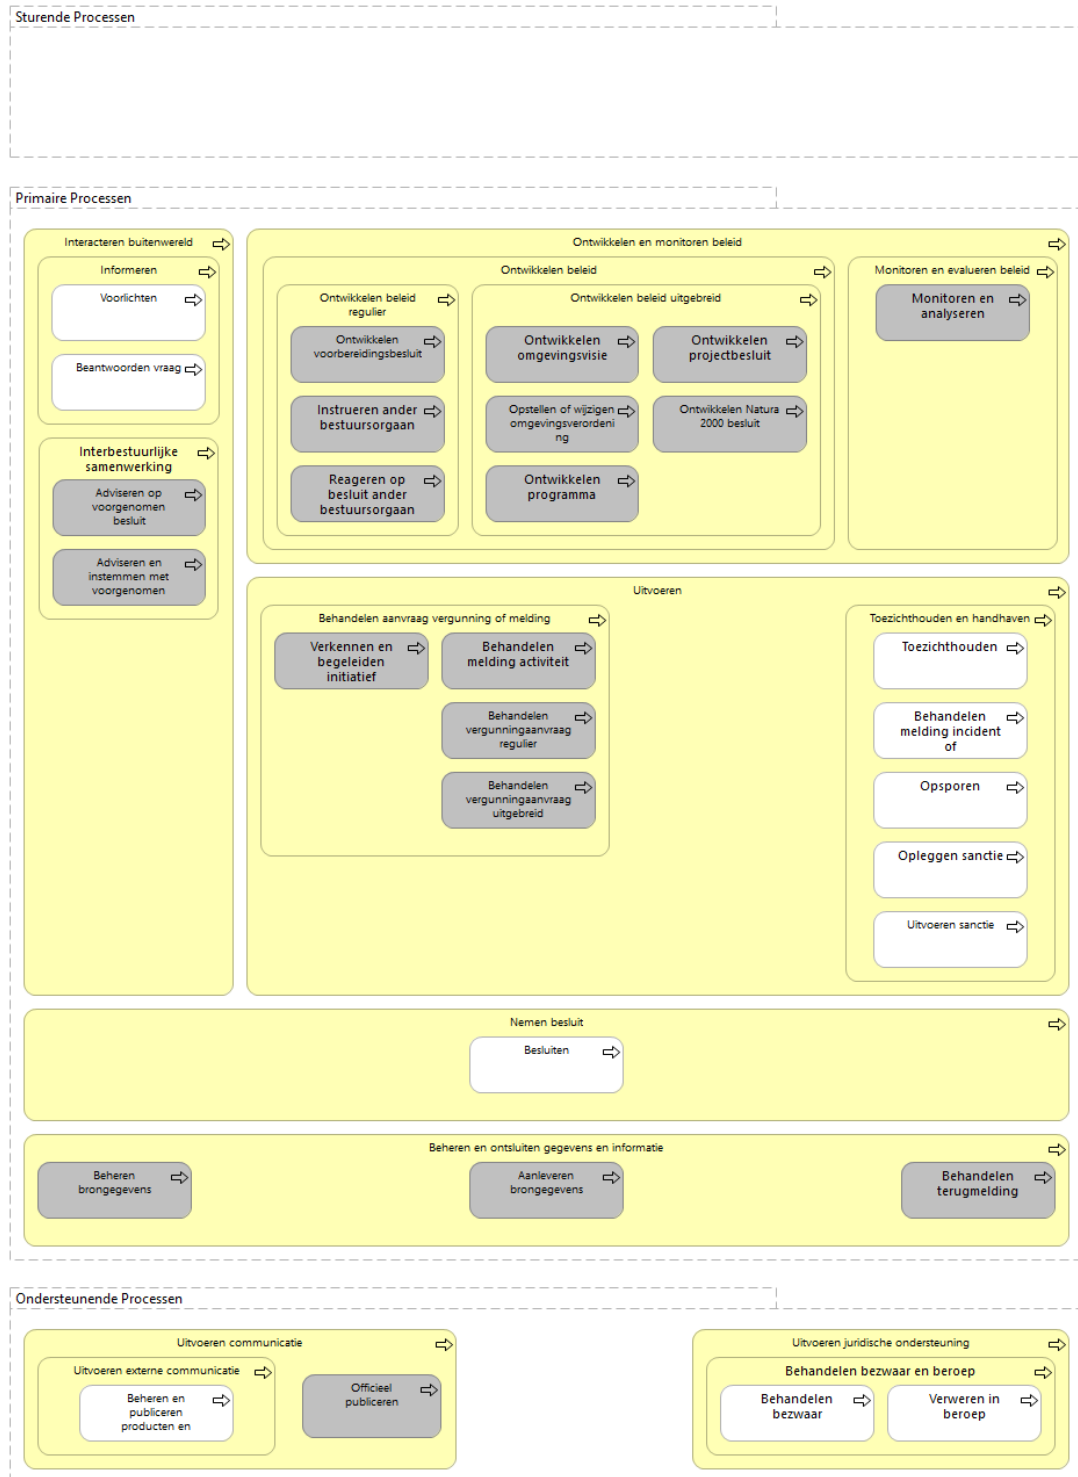 Sturende Processen
Primaire Processen
Interacteren buitenwereld
Informeren
Voorlichten
Beantwoorden vraag
Interbestuurlijke
samenwerking
Adviseren op
voorgenomen
besluit
Adviseren en
instemmen met
voorgenomen
Ontwikkelen en monitoren beleid
Ontwikkelen beleid
Ontwikkelen beleid
regulier
Ontwikkelen
voorbereidingsbesluit
Instrueren ander
bestuursorgaan
Reageren op
besluit ander
bestuursorgaan
Ontwikkelen beleid uitgebreid
Ontwikkelen
omgevingsvisie
Ontwikkelen
projectbesluit
Opstellen of wijzigen
omgevingsverordeni
ng
Ontwikkelen Natura
2000 besluit
Ontwikkelen
programma
Monitoren en evalueren beleid
Monitoren en
analyseren
Uitvoeren
Behandelen aanvraag vergunning of melding
Verkennen en
begeleiden
initiatief
Behandelen
melding activiteit
Behandelen
vergunningaanvraag
regulier
Behandelen
vergunningaanvraag
uitgebreid
Toezichthouden en handhaven
Toezichthouden
Behandelen
melding incident
of
Opsporen
Opleggen sanctie
Uitvoeren sanctie
Nemen besluit
Besluiten
Beheren en ontsluiten gegevens en informatie
Beheren
brongegevens
Aanleveren
brongegevens
Behandelen
terugmelding
Ondersteunende Processen
Uitvoeren communicatie
Uitvoeren externe communicatie
Beheren en
publiceren
producten en
Officieel
publiceren
Uitvoeren juridische ondersteuning
Behandelen bezwaar en beroep
Behandelen
bezwaar
Verweren in
beroep